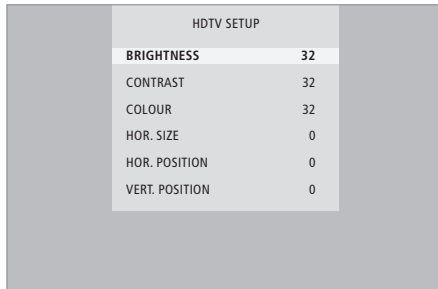 HDTV SETUP
BRIGHTNESS 32
CONTRAST 32
COLOUR 32
HOR. SIZE 0
HOR. POSITION 0
VERT. POSITION 0